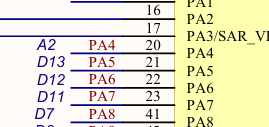 PA1
16 PA2
17 PA3/SAR_V
A2 PA4 20 PA4
D13 PA5 21 PA5
D12 PA6 22 PA6
D11 PA7 23 PA7
D7 PA8 41 PA8